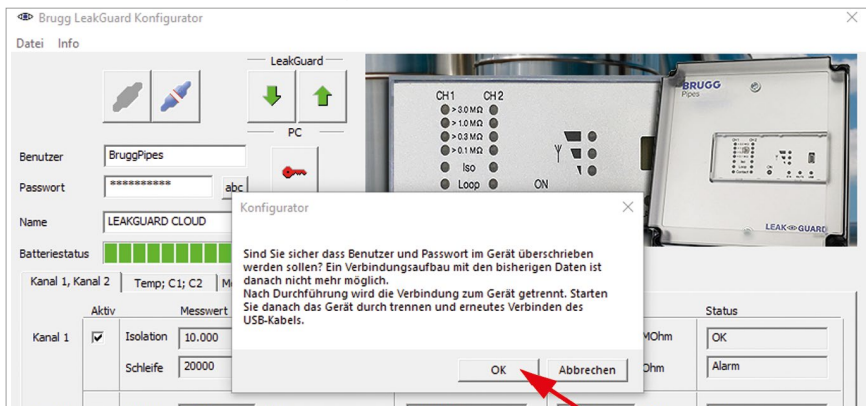 Brugg LeakGuard Konfigurator
Datei Info
LeakGuard
PC
Benutzer BruggPipes
Passwort ********** abc
Name LEAKGUARD CLOUD
Batteriestatus
CH1 CH2
>3.0 MΩ
>1.0 MΩ
>0.3 MΩ
>0.1 MΩ
Iso
Loop ON
BRUGG
Pipes
LEAK GUARD
Konfigurator
Sind Sie sicher dass Benutzer und Passwort im Gerät überschrieben
werden sollen? Ein Verbindungsaufbau mit den bisherigen Daten ist
danach nicht mehr möglich.
Nach Durchführung wird die Verbindung zum Gerät getrennt. Starten
Sie danach das Gerät durch trennen und erneutes Verbinden des
USB-Kabels.
OK Abbrechen
Kanal 1, Kanal 2 Temp; C1; C2
Aktiv Messwert Status
Kanal 1 Isolation 10.000 MOhm OK
Schleife 20000 Ohm Alarm